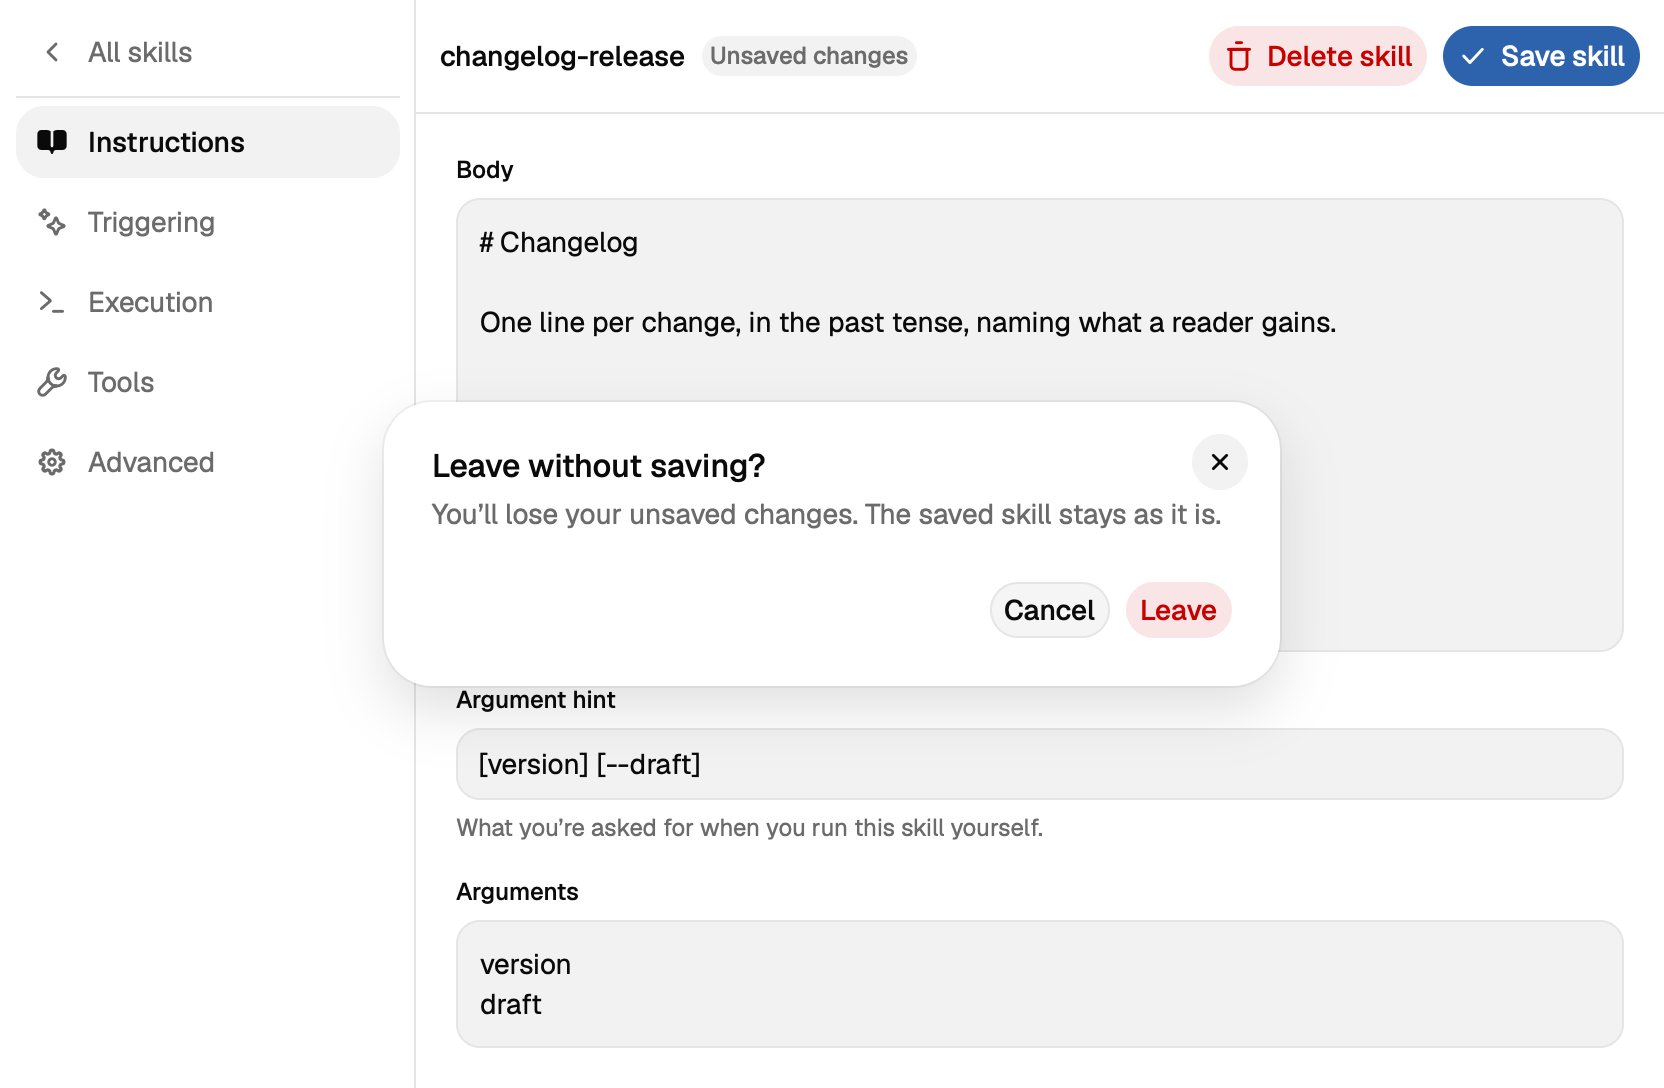 All skills
Instructions
Triggering
Execution
Tools
Advanced
changelog-release
Unsaved changes
Delete skill
Save skill
Body
# Changelog
One line per change, in the past tense, naming what a reader gains.
Leave without saving?
You’ll lose your unsaved changes. The saved skill stays as it is.
Cancel
Leave
Argument hint
[version] [--draft]
What you’re asked for when you run this skill yourself.
Arguments
version
draft